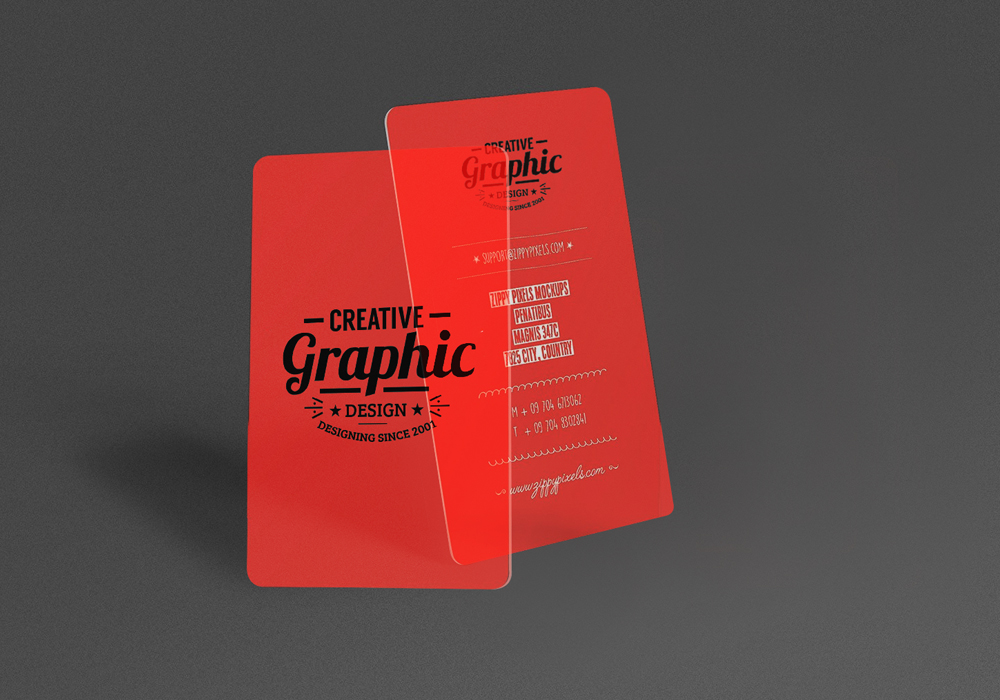 CREATIVE
Graphic
★ DESIGN ★
DESIGNING SINCE 2001
CREATIVE
Graphic
★ DESIGN ★
DESIGNING SINCE 2001
★ SUPPORT@ZIPPYPIXELS.COM ★
ZIPPY PIXELS MOCKUPS
PENATIBUS
MAGNIS 347C
7325 CITY, COUNTRY
M + 09 704 6713062
T + 09 704 8302841
www.zippypixels.com